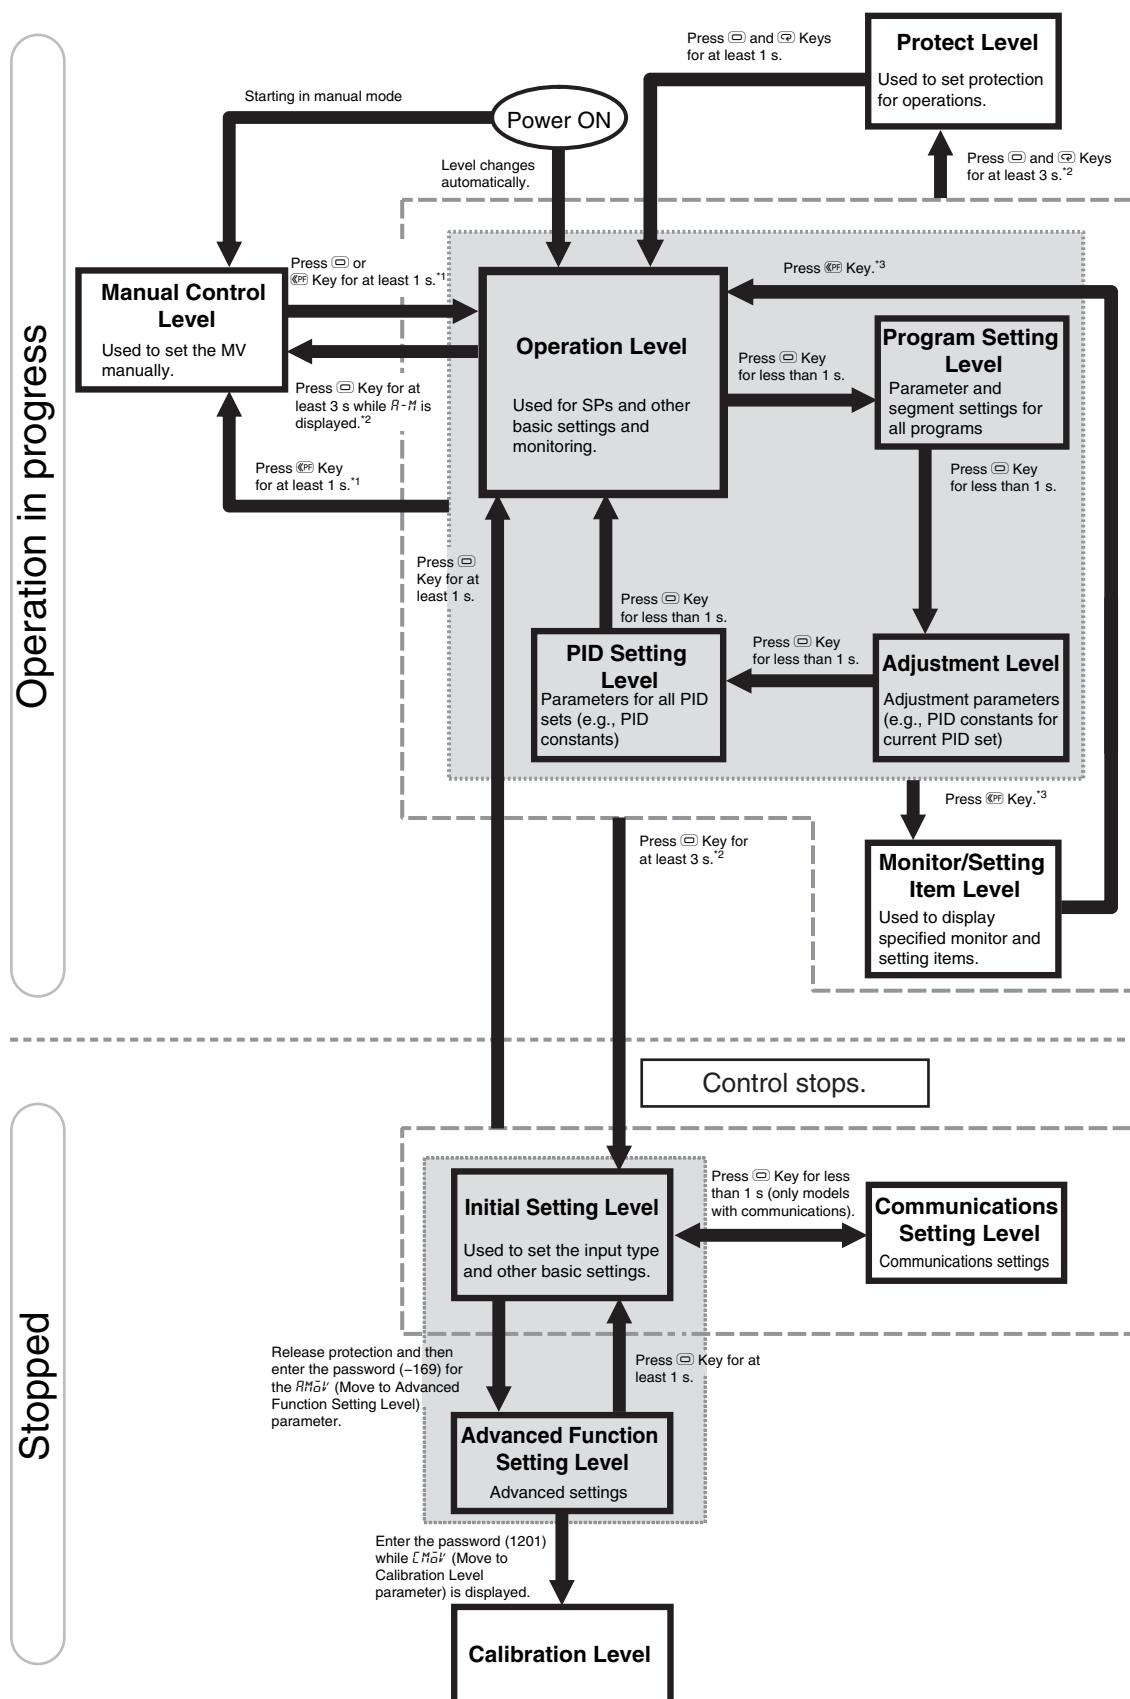 Operation in progress
Press and Keys
for at least 1 s.
Protect Level
Used to set protection
for operations.
Starting in manual mode
Power ON
Level changes
automatically.
Press and Keys
for at least 3 s.*2
Press or
PF Key for at least 1 s.*1
Manual Control
Level
Used to set the MV
manually.
Press PF Key.*3
Operation Level
Used for SPs and other
basic settings and
monitoring.
Press Key
for less than 1 s.
Program Setting
Level
Parameter and
segment settings for
all programs
Press Key for at
least 3 s while A-M is
displayed.*2
Press PF Key
for at least 1 s.*1
Press Key
for less than 1 s.
Press
Key for at
least 1 s.
Press Key
for less than 1 s.
PID Setting
Level
Parameters for all PID
sets (e.g., PID
constants)
Press Key
for less than 1 s.
Adjustment Level
Adjustment parameters
(e.g., PID constants for
current PID set)
Press PF Key.*3
Press Key for
at least 3 s.*2
Monitor/Setting
Item Level
Used to display
specified monitor and
setting items.
Control stops.
Stopped
Initial Setting Level
Used to set the input type
and other basic settings.
Press Key for less
than 1 s (only models
with communications).
Communications
Setting Level
Communications settings
Release protection and then
enter the password (−169) for
the AMoV (Move to Advanced
Function Setting Level)
parameter.
Press Key for at
least 1 s.
Advanced Function
Setting Level
Advanced settings
Enter the password (1201)
while CMoV (Move to
Calibration Level
parameter) is displayed.
Calibration Level